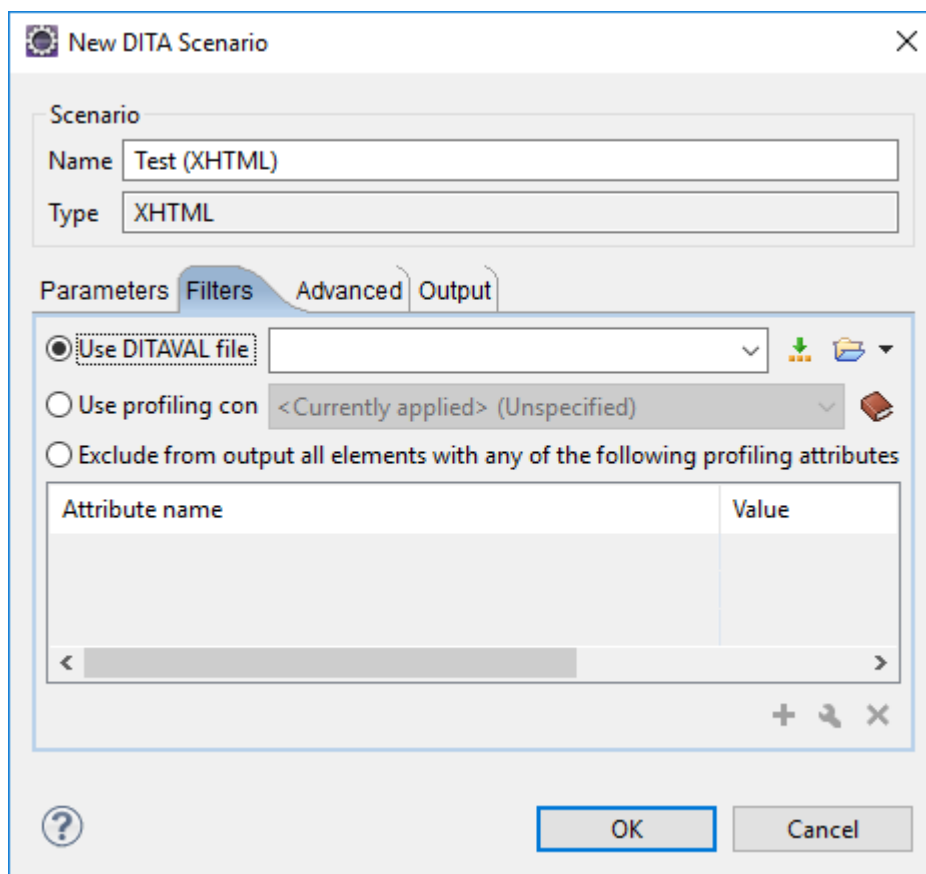 New DITA Scenario
Scenario
Name Test (XHTML)
Type XHTML
Parameters Filters Advanced Output
Use DITAVAL file
Use profiling con <Currently applied> (Unspecified)
Exclude from output all elements with any of the following profiling attributes
Attribute name Value
OK Cancel